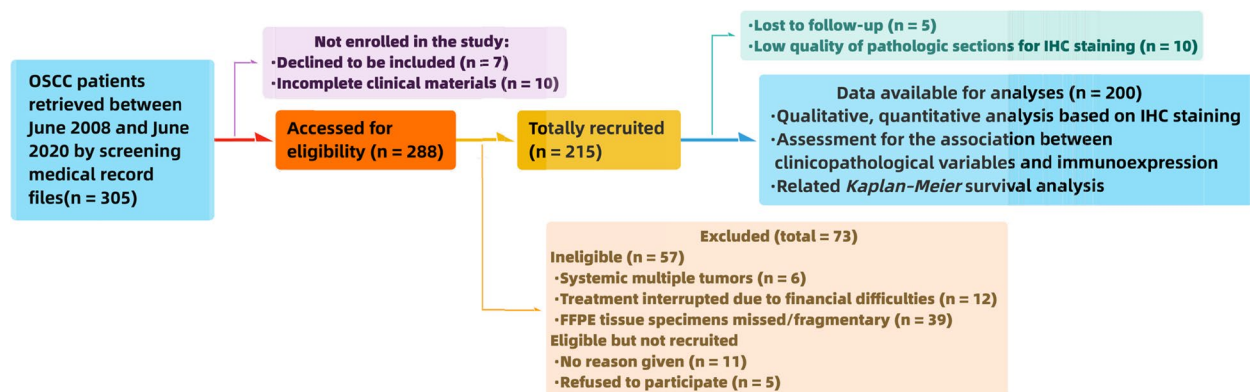 OSCC patients
retrieved between
June 2008 and June
2020 by screening
medical record
files(n = 305)
Not enrolled in the study:
·Declined to be included (n = 7)
·Incomplete clinical materials (n = 10)
Accessed for
eligibility (n = 288)
Totally recruited
(n = 215)
·Lost to follow-up (n = 5)
·Low quality of pathologic sections for IHC staining (n = 10)
Data available for analyses (n = 200)
·Qualitative, quantitative analysis based on IHC staining
·Assessment for the association between
clinicopathological variables and immunoexpression
·Related Kaplan–Meier survival analysis
Excluded (total = 73)
Ineligible (n = 57)
·Systemic multiple tumors (n = 6)
·Treatment interrupted due to financial difficulties (n = 12)
·FFPE tissue specimens missed/fragmentary (n = 39)
Eligible but not recruited
·No reason given (n = 11)
·Refused to participate (n = 5)